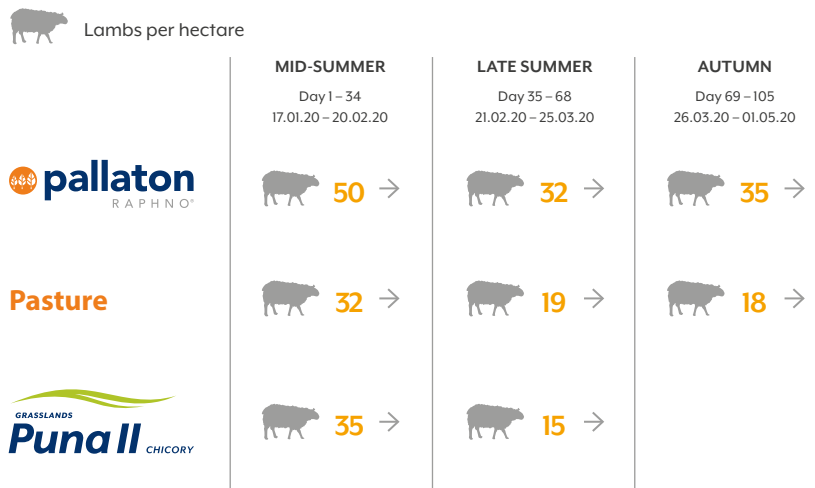 Lambs per hectare
MID-SUMMER
Day 1 – 34
17.01.20 – 20.02.20
LATE SUMMER
Day 35 – 68
21.02.20 – 25.03.20
AUTUMN
Day 69 – 105
26.03.20 – 01.05.20
pallaton
RAPHNO®
50
32
35
Pasture
32
19
18
GRASSLANDS
Puna II CHICORY
35
15